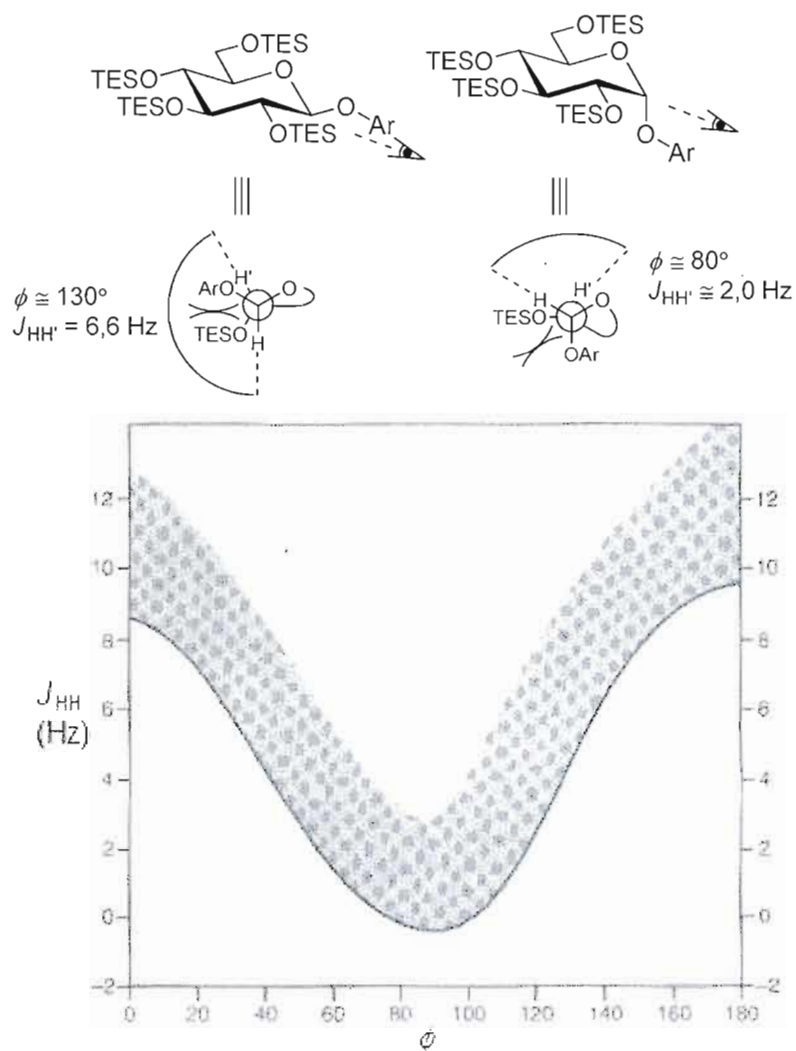 OTES OTES
TESO O TESO O
TESO O TESO
OTES Ar TESO O
Ar
ϕ ≅ 130°
J_HH' = 6,6 Hz
H'
ArO O
TESO
H
ϕ ≅ 80°
J_HH' ≅ 2,0 Hz
H H' O
TESO
OAr
12 12
10 10
8 8
6 6
J_HH
(Hz)
4 4
2 2
0 0
-2 -2
0 20 40 60 80 100 120 140 160 180
ϕ